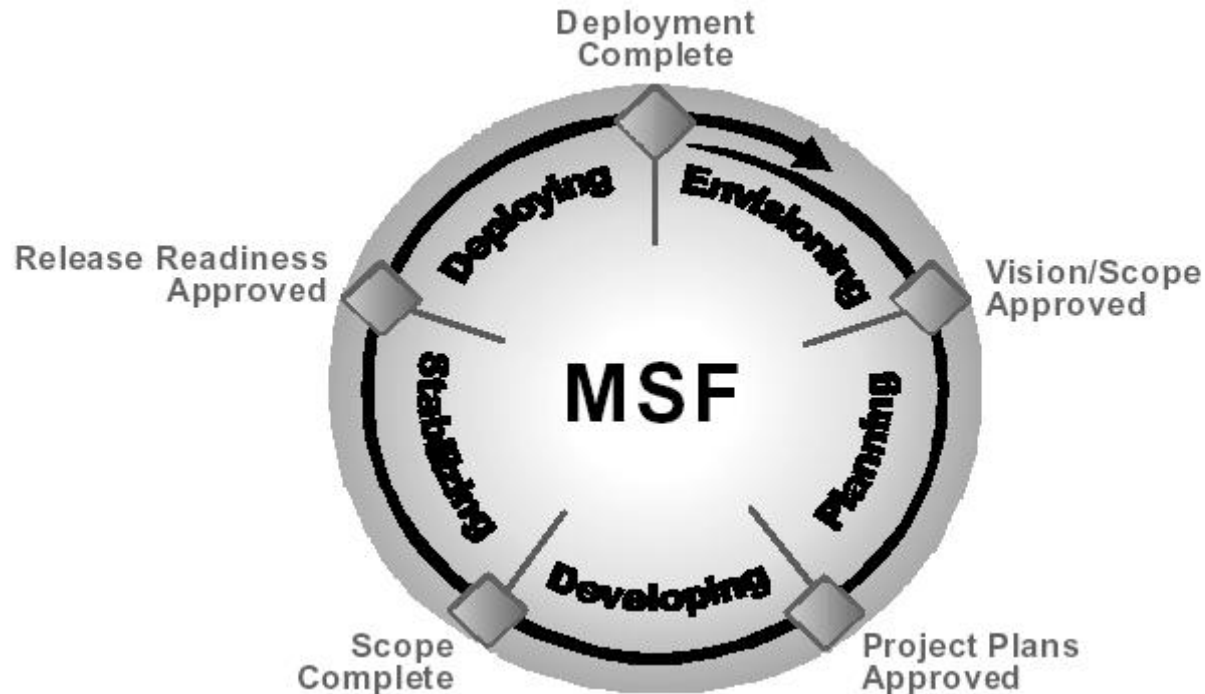 Deployment
Complete
Deploying
Envisioning
Release Readiness
Approved
Vision/Scope
Approved
MSF
Stabilizing
Planning
Developing
Scope
Complete
Project Plans
Approved